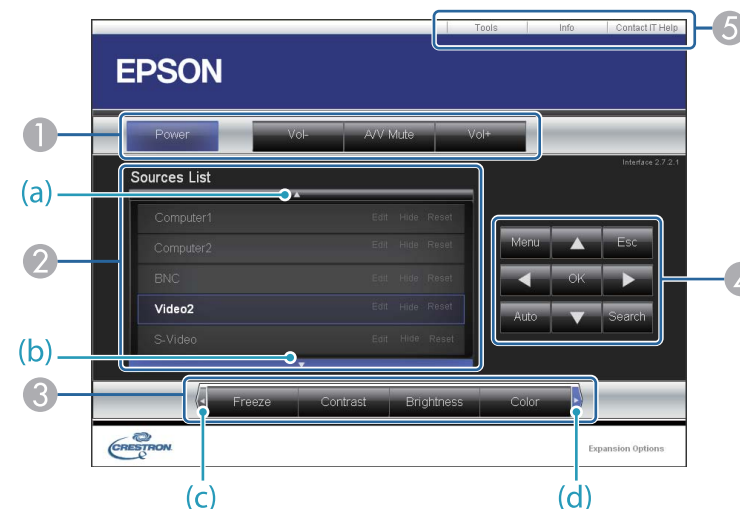 Tools Info Contact IT Help
5
EPSON
1
Power Vol- A/V Mute Vol+
Interface 2.7.2.1
Sources List
(a)
Computer1 Edit Hide Reset
Menu Esc
Computer2 Edit Hide Reset
2
BNC Edit Hide Reset
OK
4
Video2 Edit Hide Reset
Auto Search
S-Video Edit Hide Reset
(b)
3
Freeze Contrast Brightness Color
CRESTRON
Expansion Options
(c) (d)